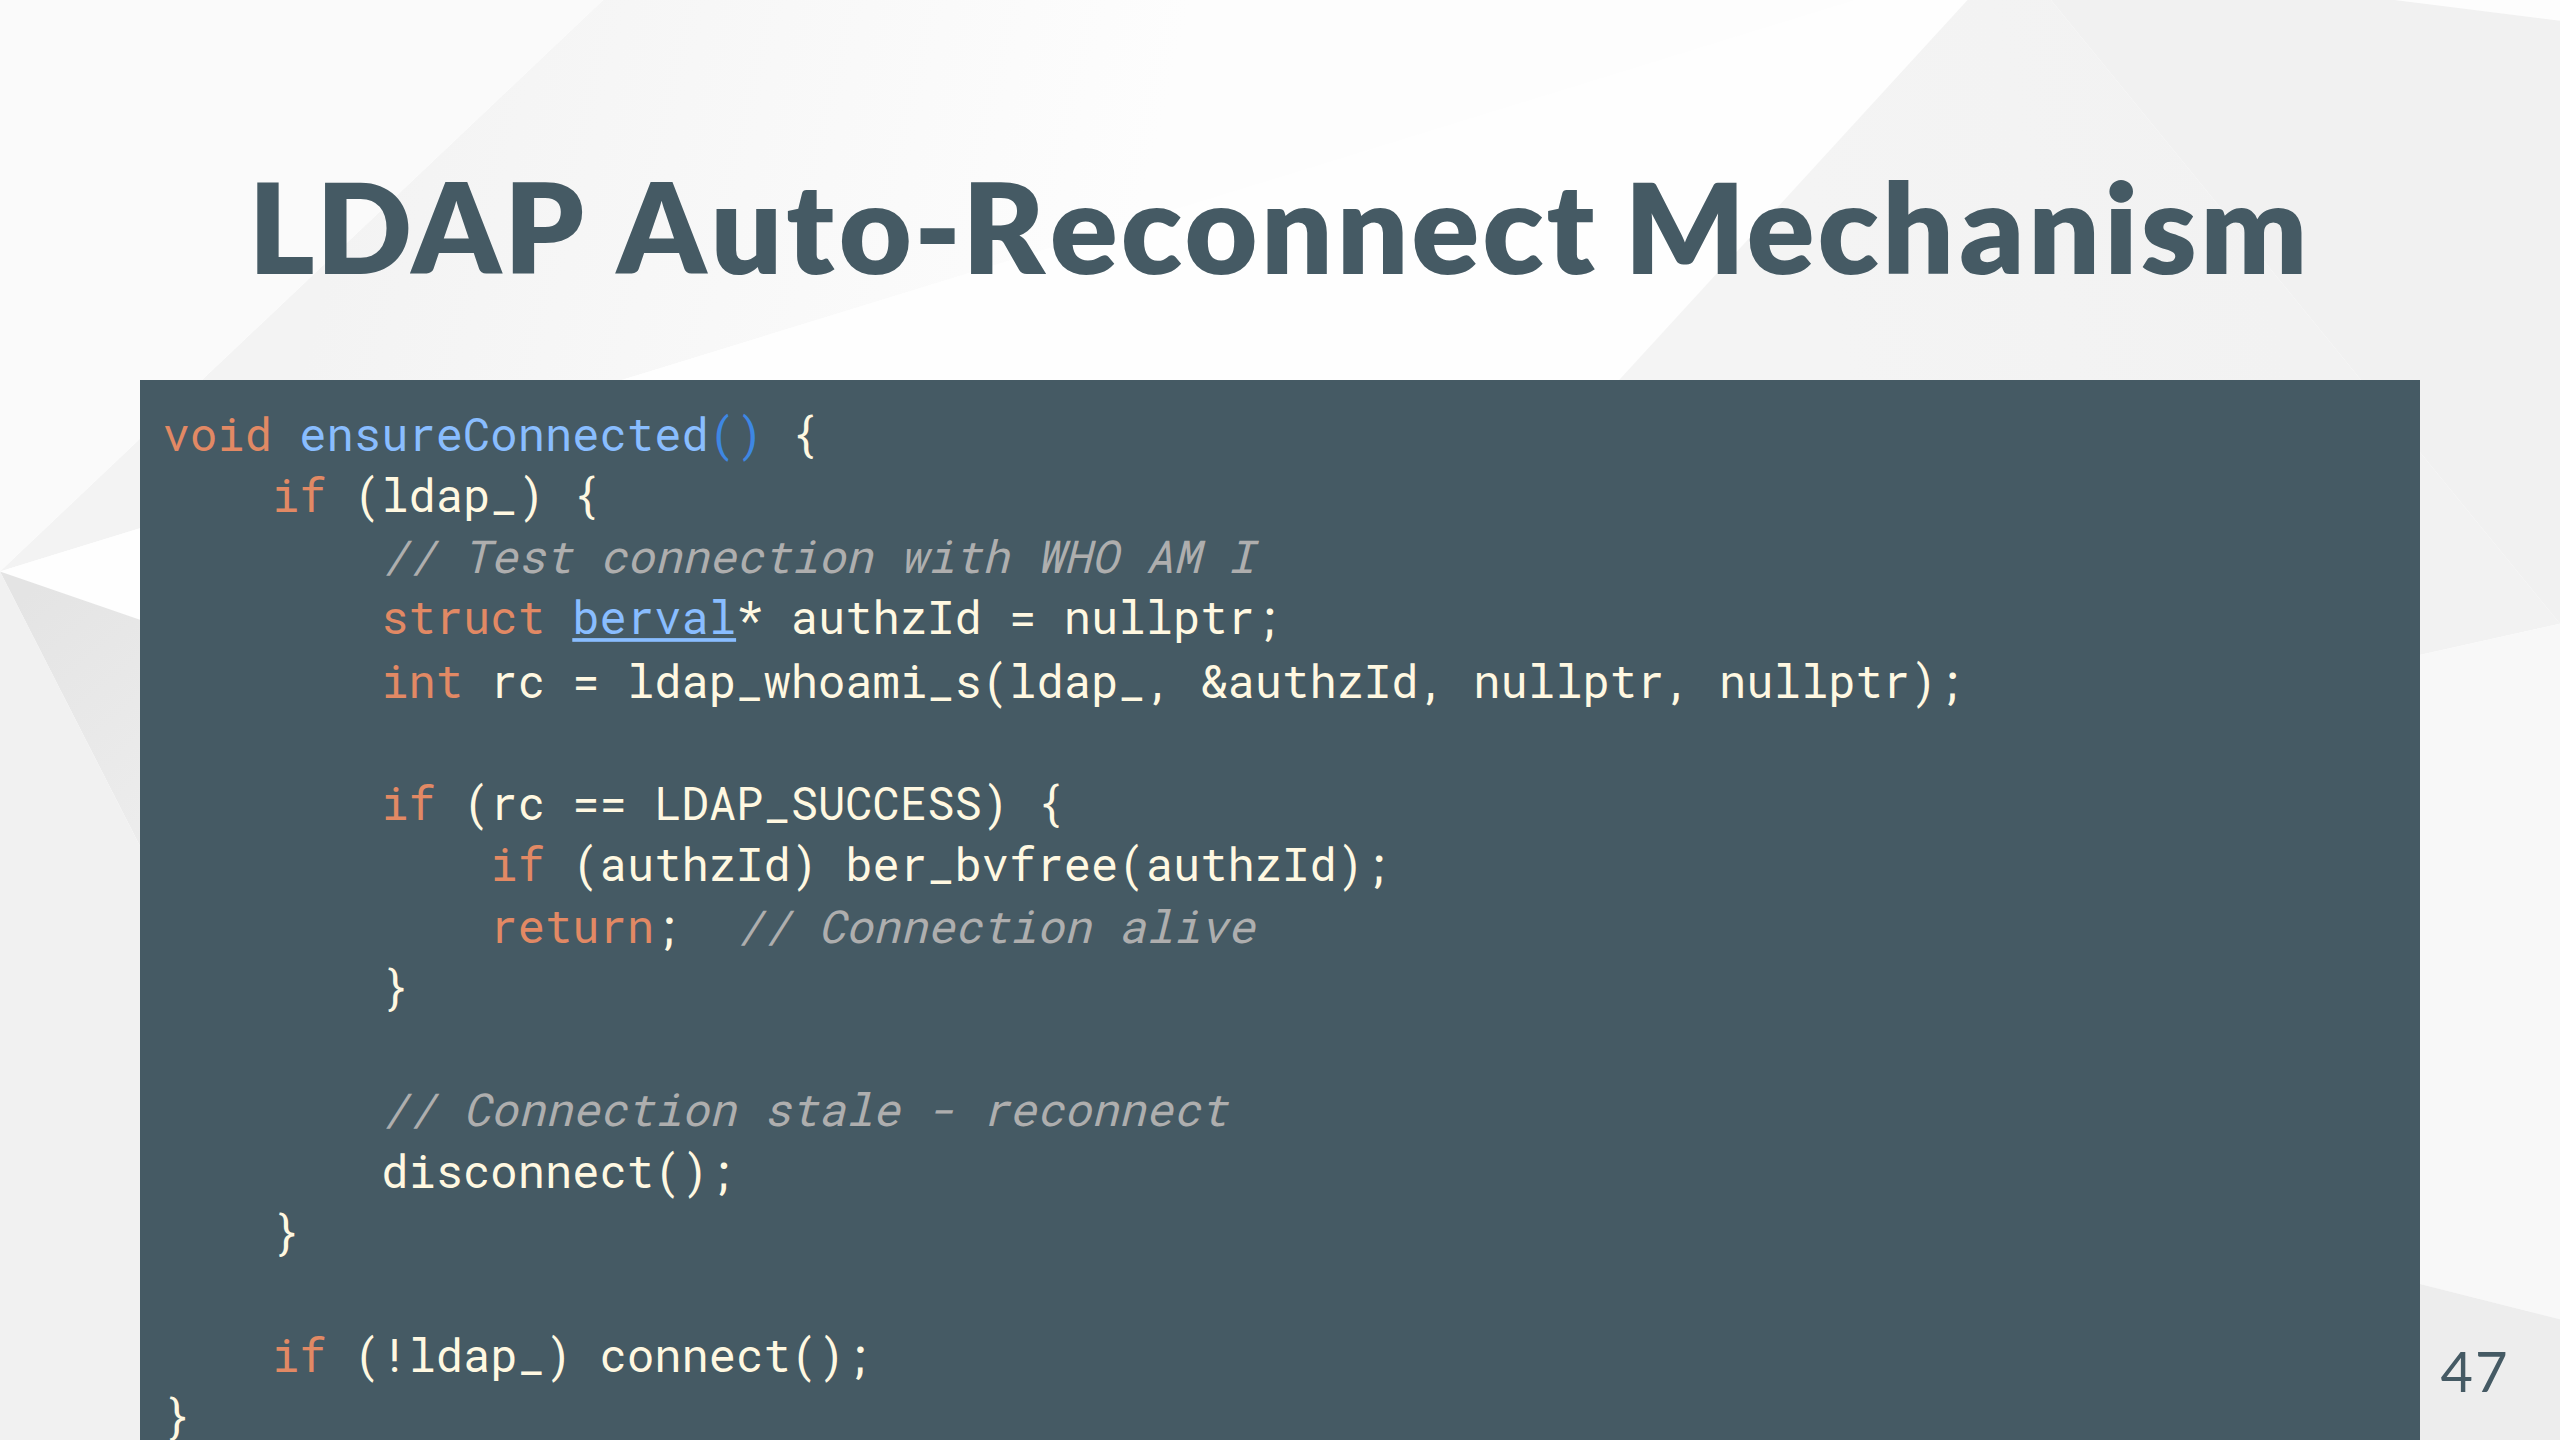 LDAP Auto-Reconnect Mechanism
void ensureConnected() {
    if (ldap_) {
        // Test connection with WHO AM I
        struct berval* authzId = nullptr;
        int rc = ldap_whoami_s(ldap_, &authzId, nullptr, nullptr);
        if (rc == LDAP_SUCCESS) {
            if (authzId) ber_bvfree(authzId);
            return;  // Connection alive
        }
        // Connection stale - reconnect
        disconnect();
    }
    if (!ldap_) connect();
}
47